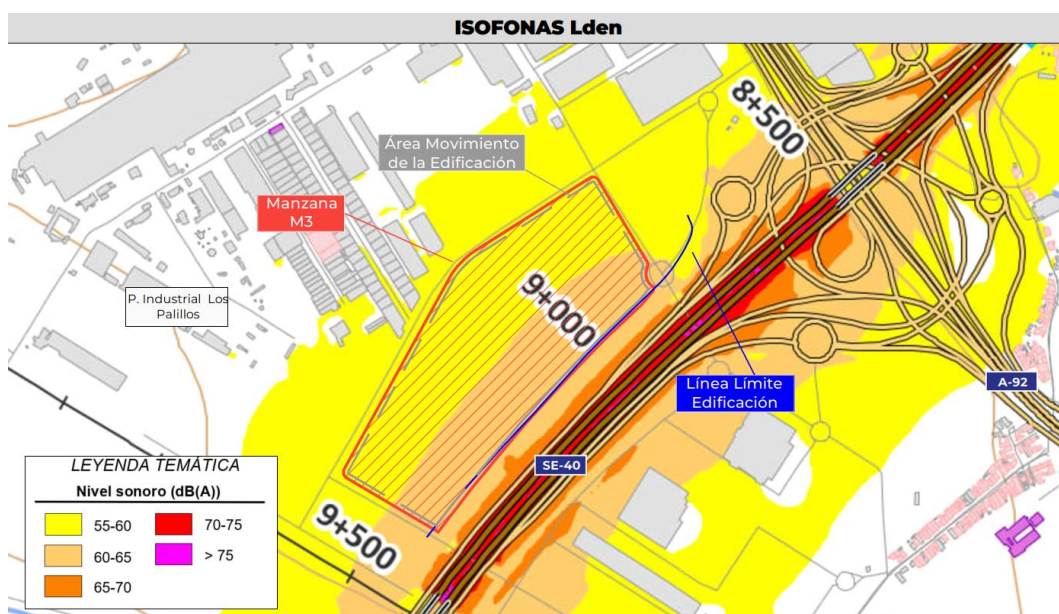 ISOFONAS Lden
8+500
Área Movimiento
de la Edificación
Manzana
M3
9+000
P. Industrial Los
Palillos
Línea Límite
Edificación
A-92
SE-40
9+500
LEYENDA TEMÁTICA
Nivel sonoro (dB(A))
55-60
70-75
60-65
> 75
65-70